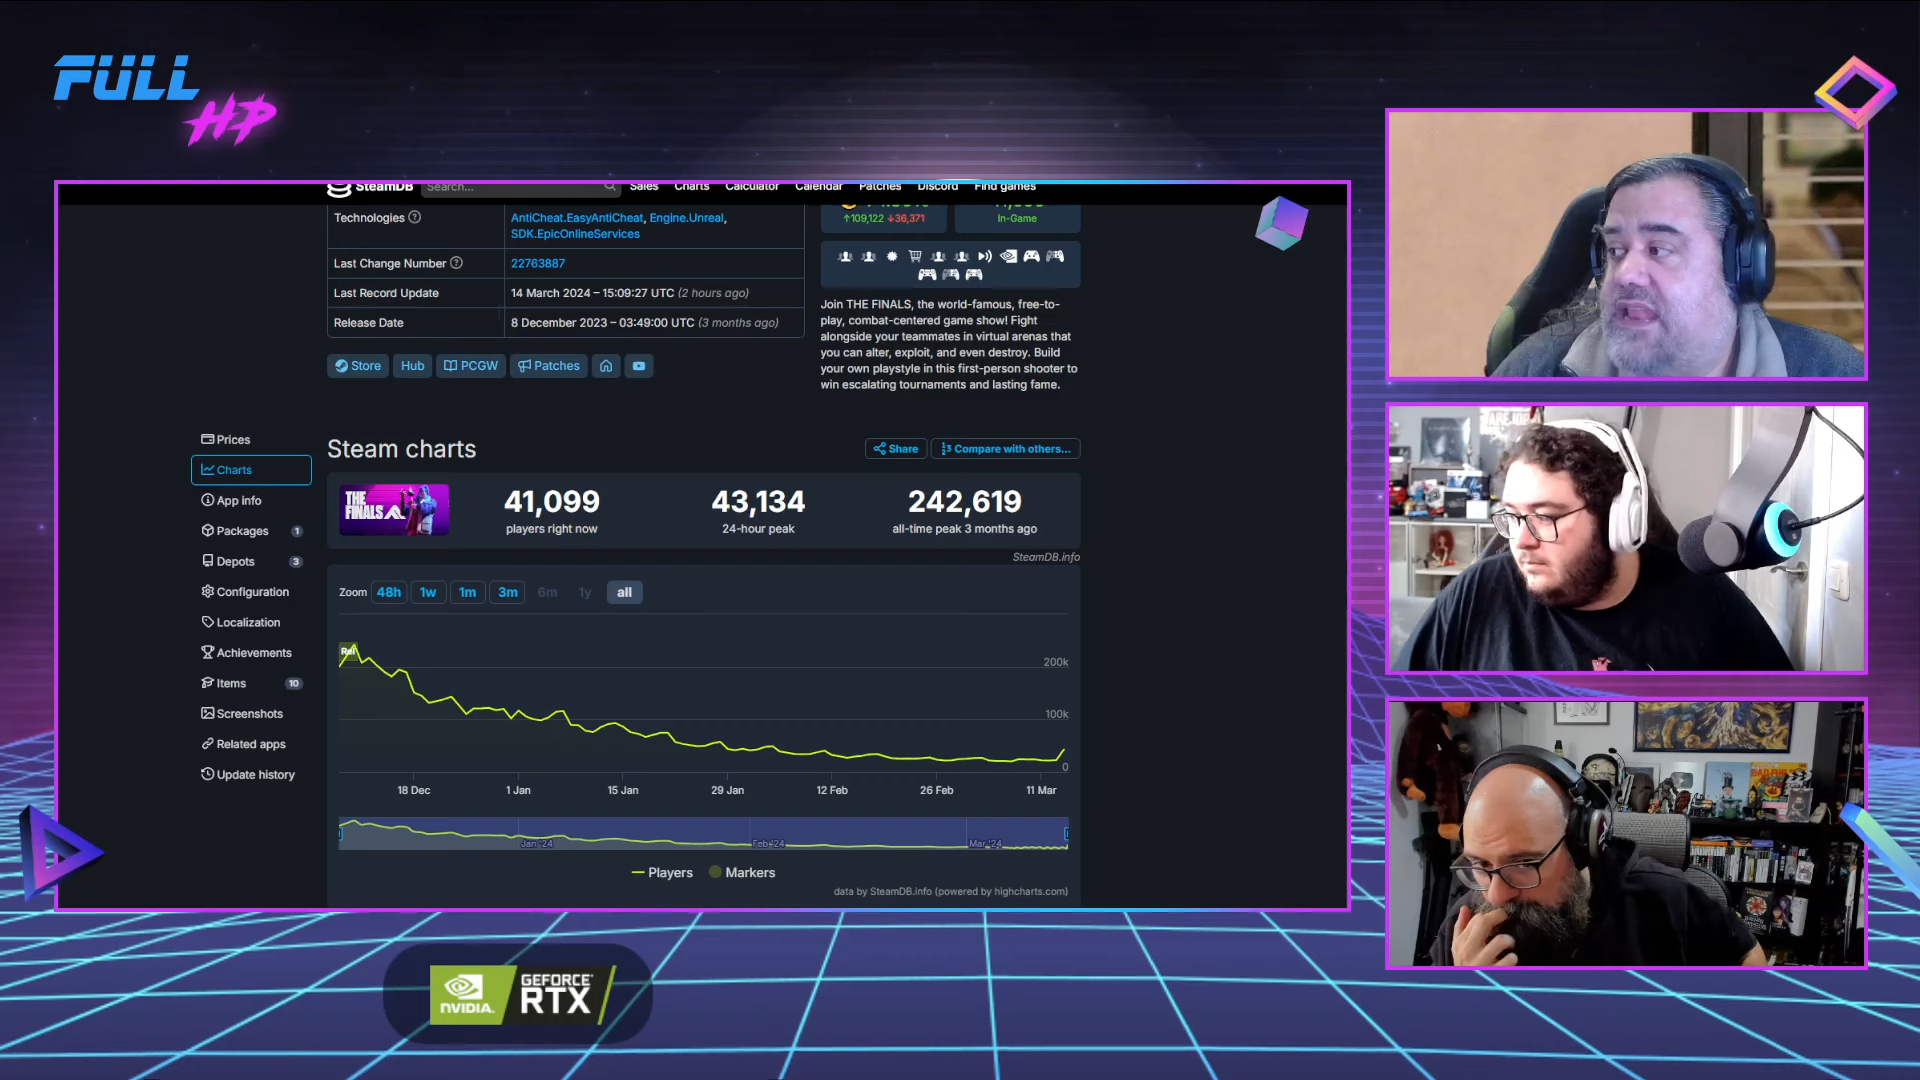 FULL
HP
SteamDB Search... Sales Charts Calculator Calendar Patches Discord Find games
Technologies AntiCheat.EasyAntiCheat, Engine.Unreal,
SDK.EpicOnlineServices
↑109,122 ↓36,371
In-Game
Last Change Number 22763887
Last Record Update 14 March 2024 – 15:09:27 UTC (2 hours ago)
Release Date 8 December 2023 – 03:49:00 UTC (3 months ago)
Join THE FINALS, the world-famous, free-to-
play, combat-centered game show! Fight
alongside your teammates in virtual arenas that
you can alter, exploit, and even destroy. Build
your own playstyle in this first-person shooter to
win escalating tournaments and lasting fame.
Store Hub PCGW Patches
Prices
Charts
App info
Packages 1
Depots 3
Configuration
Localization
Achievements
Items 10
Screenshots
Related apps
Update history
Steam charts
Share Compare with others...
THE
FINALS
41,099
players right now
43,134
24-hour peak
242,619
all-time peak 3 months ago
SteamDB.info
Zoom 48h 1w 1m 3m 6m 1y all
Rel
200k
100k
0
18 Dec 1 Jan 15 Jan 29 Jan 12 Feb 26 Feb 11 Mar
Jan '24 Feb '24 Mar '24
Players Markers
data by SteamDB.info (powered by highcharts.com)
NVIDIA. GEFORCE
RTX